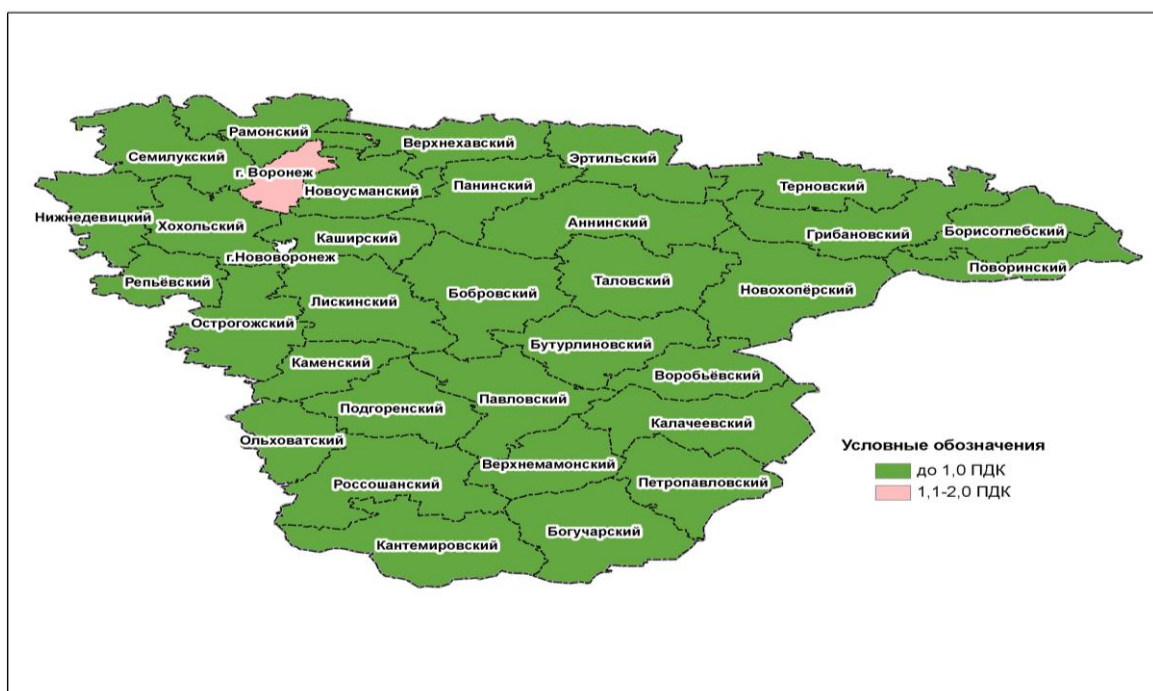 Рамонский
Верхнехавский
Семилукский
Эртильский
г. Воронеж
Новоусманский
Панинский
Терновский
Нижнедевицкий
Хохольский
Аннинский
Каширский
Грибановский
Борисоглебский
г.Нововоронеж
Поворинский
Репьёвский
Таловский
Новохопёрский
Бобровский
Лискинский
Острогожский
Бутурлиновский
Каменский
Воробьёвский
Павловский
Подгоренский
Калачеевский
Ольховатский
Условные обозначения
до 1,0 ПДК
1,1-2,0 ПДК
Верхнемамонский
Россошанский
Петропавловский
Богучарский
Кантемировский